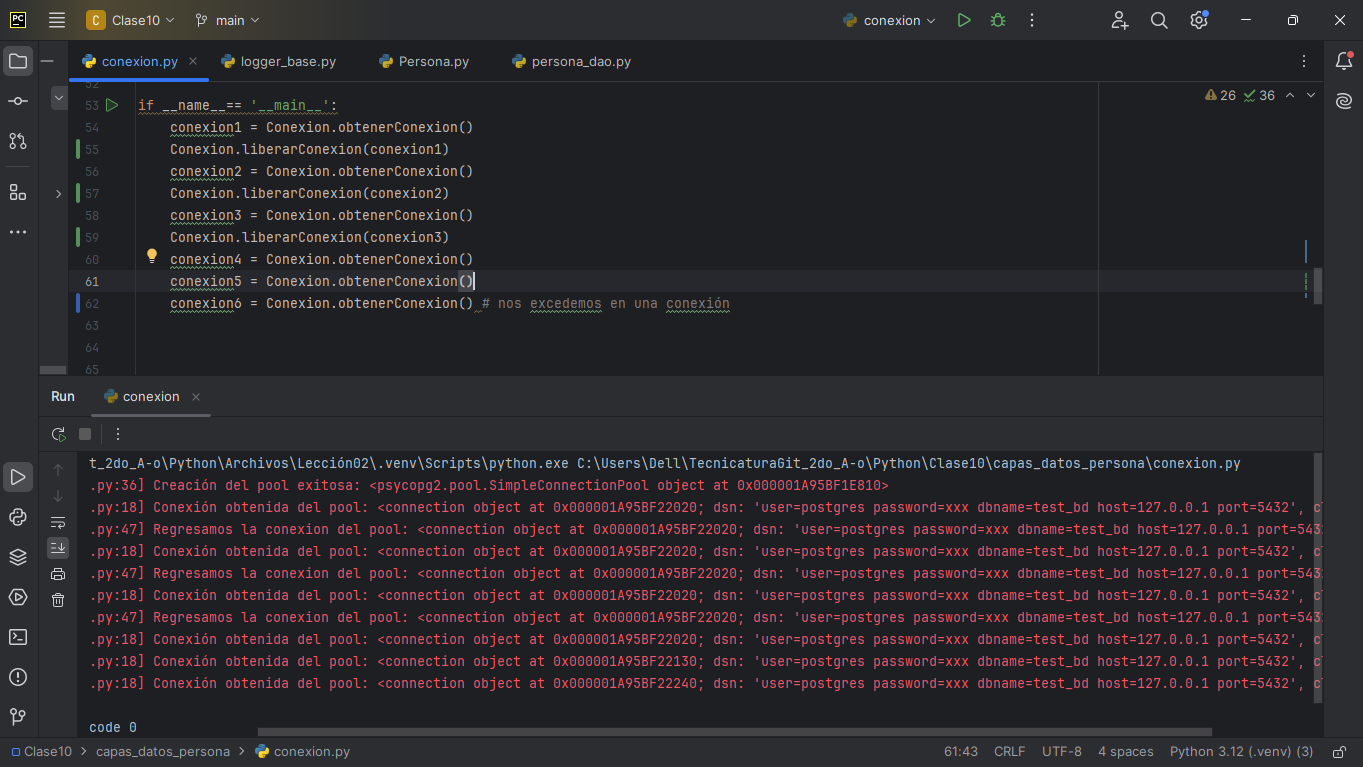 PC
C Clase10 main conexion
conexion.py logger_base.py Persona.py persona_dao.py
52
26 36
53 if __name__== '__main__':
54 conexion1 = Conexion.obtenerConexion()
55 Conexion.liberarConexion(conexion1)
56 conexion2 = Conexion.obtenerConexion()
57 Conexion.liberarConexion(conexion2)
58 conexion3 = Conexion.obtenerConexion()
59 Conexion.liberarConexion(conexion3)
60 conexion4 = Conexion.obtenerConexion()
61 conexion5 = Conexion.obtenerConexion()
62 conexion6 = Conexion.obtenerConexion() # nos excedemos en una conexión
63
64
65
Run conexion
t_2do_A-o\Python\Archivos\Lección02\.venv\Scripts\python.exe C:\Users\Dell\TecnicaturaGit_2do_A-o\Python\Clase10\capas_datos_persona\conexion.py
.py:36] Creación del pool exitosa: <psycopg2.pool.SimpleConnectionPool object at 0x000001A95BF1E810>
.py:18] Conexión obtenida del pool: <connection object at 0x000001A95BF22020; dsn: 'user=postgres password=xxx dbname=test_bd host=127.0.0.1 port=5432',
.py:47] Regresamos la conexion del pool: <connection object at 0x000001A95BF22020; dsn: 'user=postgres password=xxx dbname=test_bd host=127.0.0.1 port=543
.py:18] Conexión obtenida del pool: <connection object at 0x000001A95BF22020; dsn: 'user=postgres password=xxx dbname=test_bd host=127.0.0.1 port=5432',
.py:47] Regresamos la conexion del pool: <connection object at 0x000001A95BF22020; dsn: 'user=postgres password=xxx dbname=test_bd host=127.0.0.1 port=543
.py:18] Conexión obtenida del pool: <connection object at 0x000001A95BF22020; dsn: 'user=postgres password=xxx dbname=test_bd host=127.0.0.1 port=5432',
.py:47] Regresamos la conexion del pool: <connection object at 0x000001A95BF22020; dsn: 'user=postgres password=xxx dbname=test_bd host=127.0.0.1 port=543
.py:18] Conexión obtenida del pool: <connection object at 0x000001A95BF22020; dsn: 'user=postgres password=xxx dbname=test_bd host=127.0.0.1 port=5432',
.py:18] Conexión obtenida del pool: <connection object at 0x000001A95BF22130; dsn: 'user=postgres password=xxx dbname=test_bd host=127.0.0.1 port=5432',
.py:18] Conexión obtenida del pool: <connection object at 0x000001A95BF22240; dsn: 'user=postgres password=xxx dbname=test_bd host=127.0.0.1 port=5432',
code 0
Clase10 > capas_datos_persona > conexion.py 61:43 CRLF UTF-8 4 spaces Python 3.12 (.venv) (3)